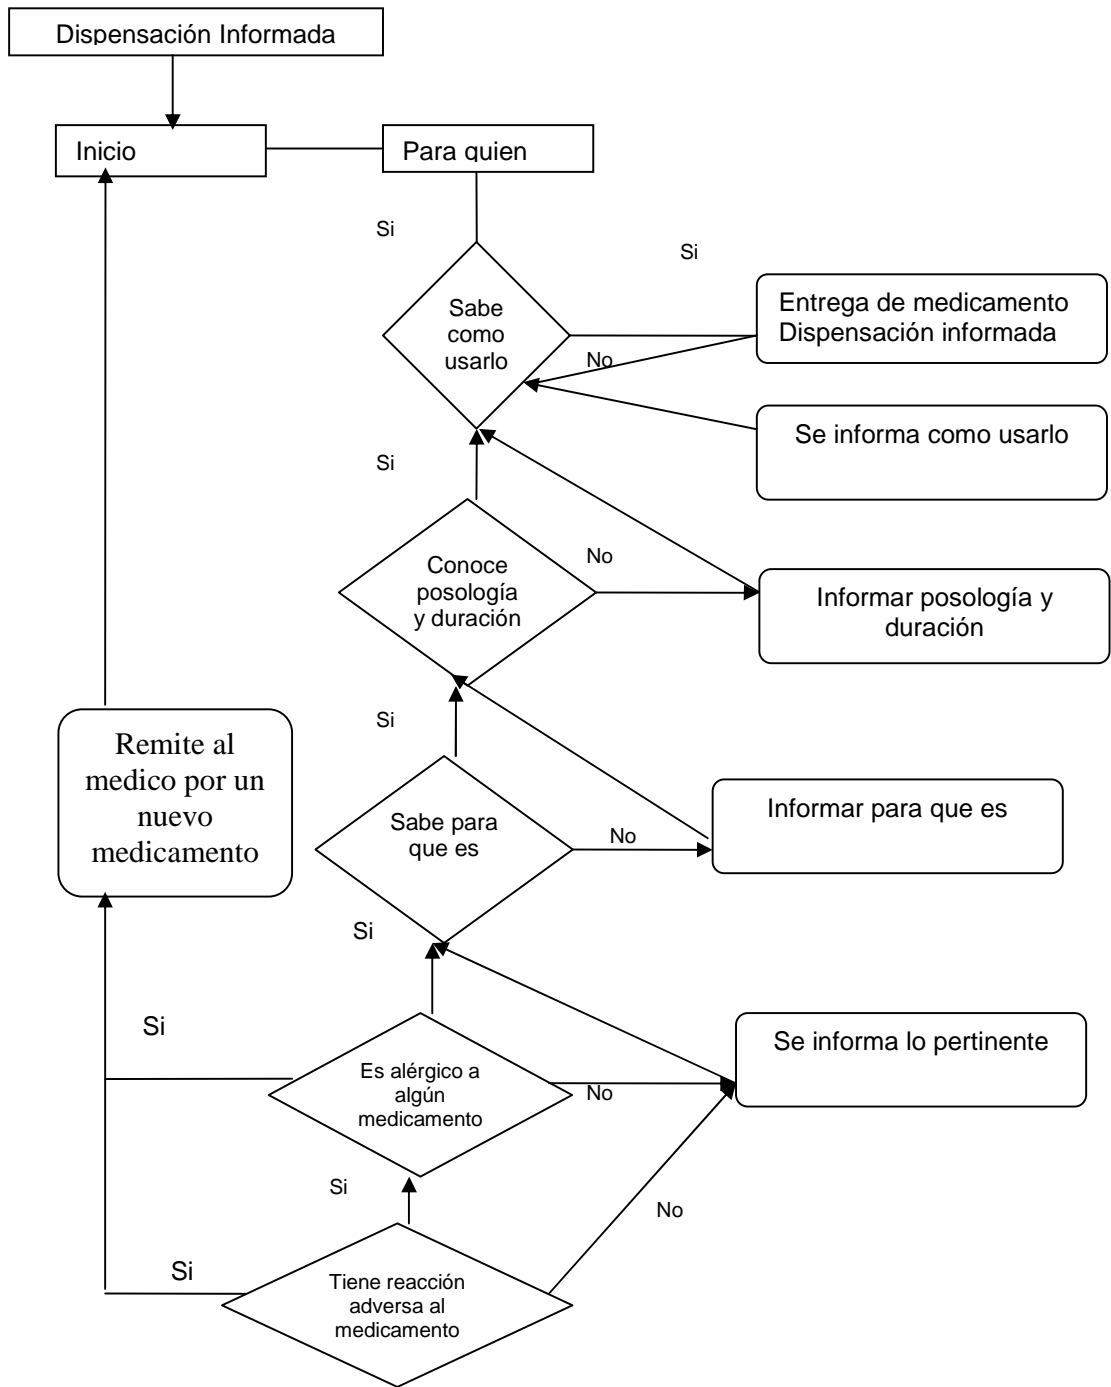 Dispensación Informada
Inicio
Para quien
Si
Si
Sabe
como
usarlo
Entrega de medicamento
Dispensación informada
No
Se informa como usarlo
Si
Conoce
posología
y duración
No
Informar posología y
duración
Si
Remite al
medico por un
nuevo
medicamento
Sabe para
que es
No
Informar para que es
Si
Si
Es alérgico a
algún
medicamento
No
Se informa lo pertinente
Si
No
Si
Tiene reacción
adversa al
medicamento